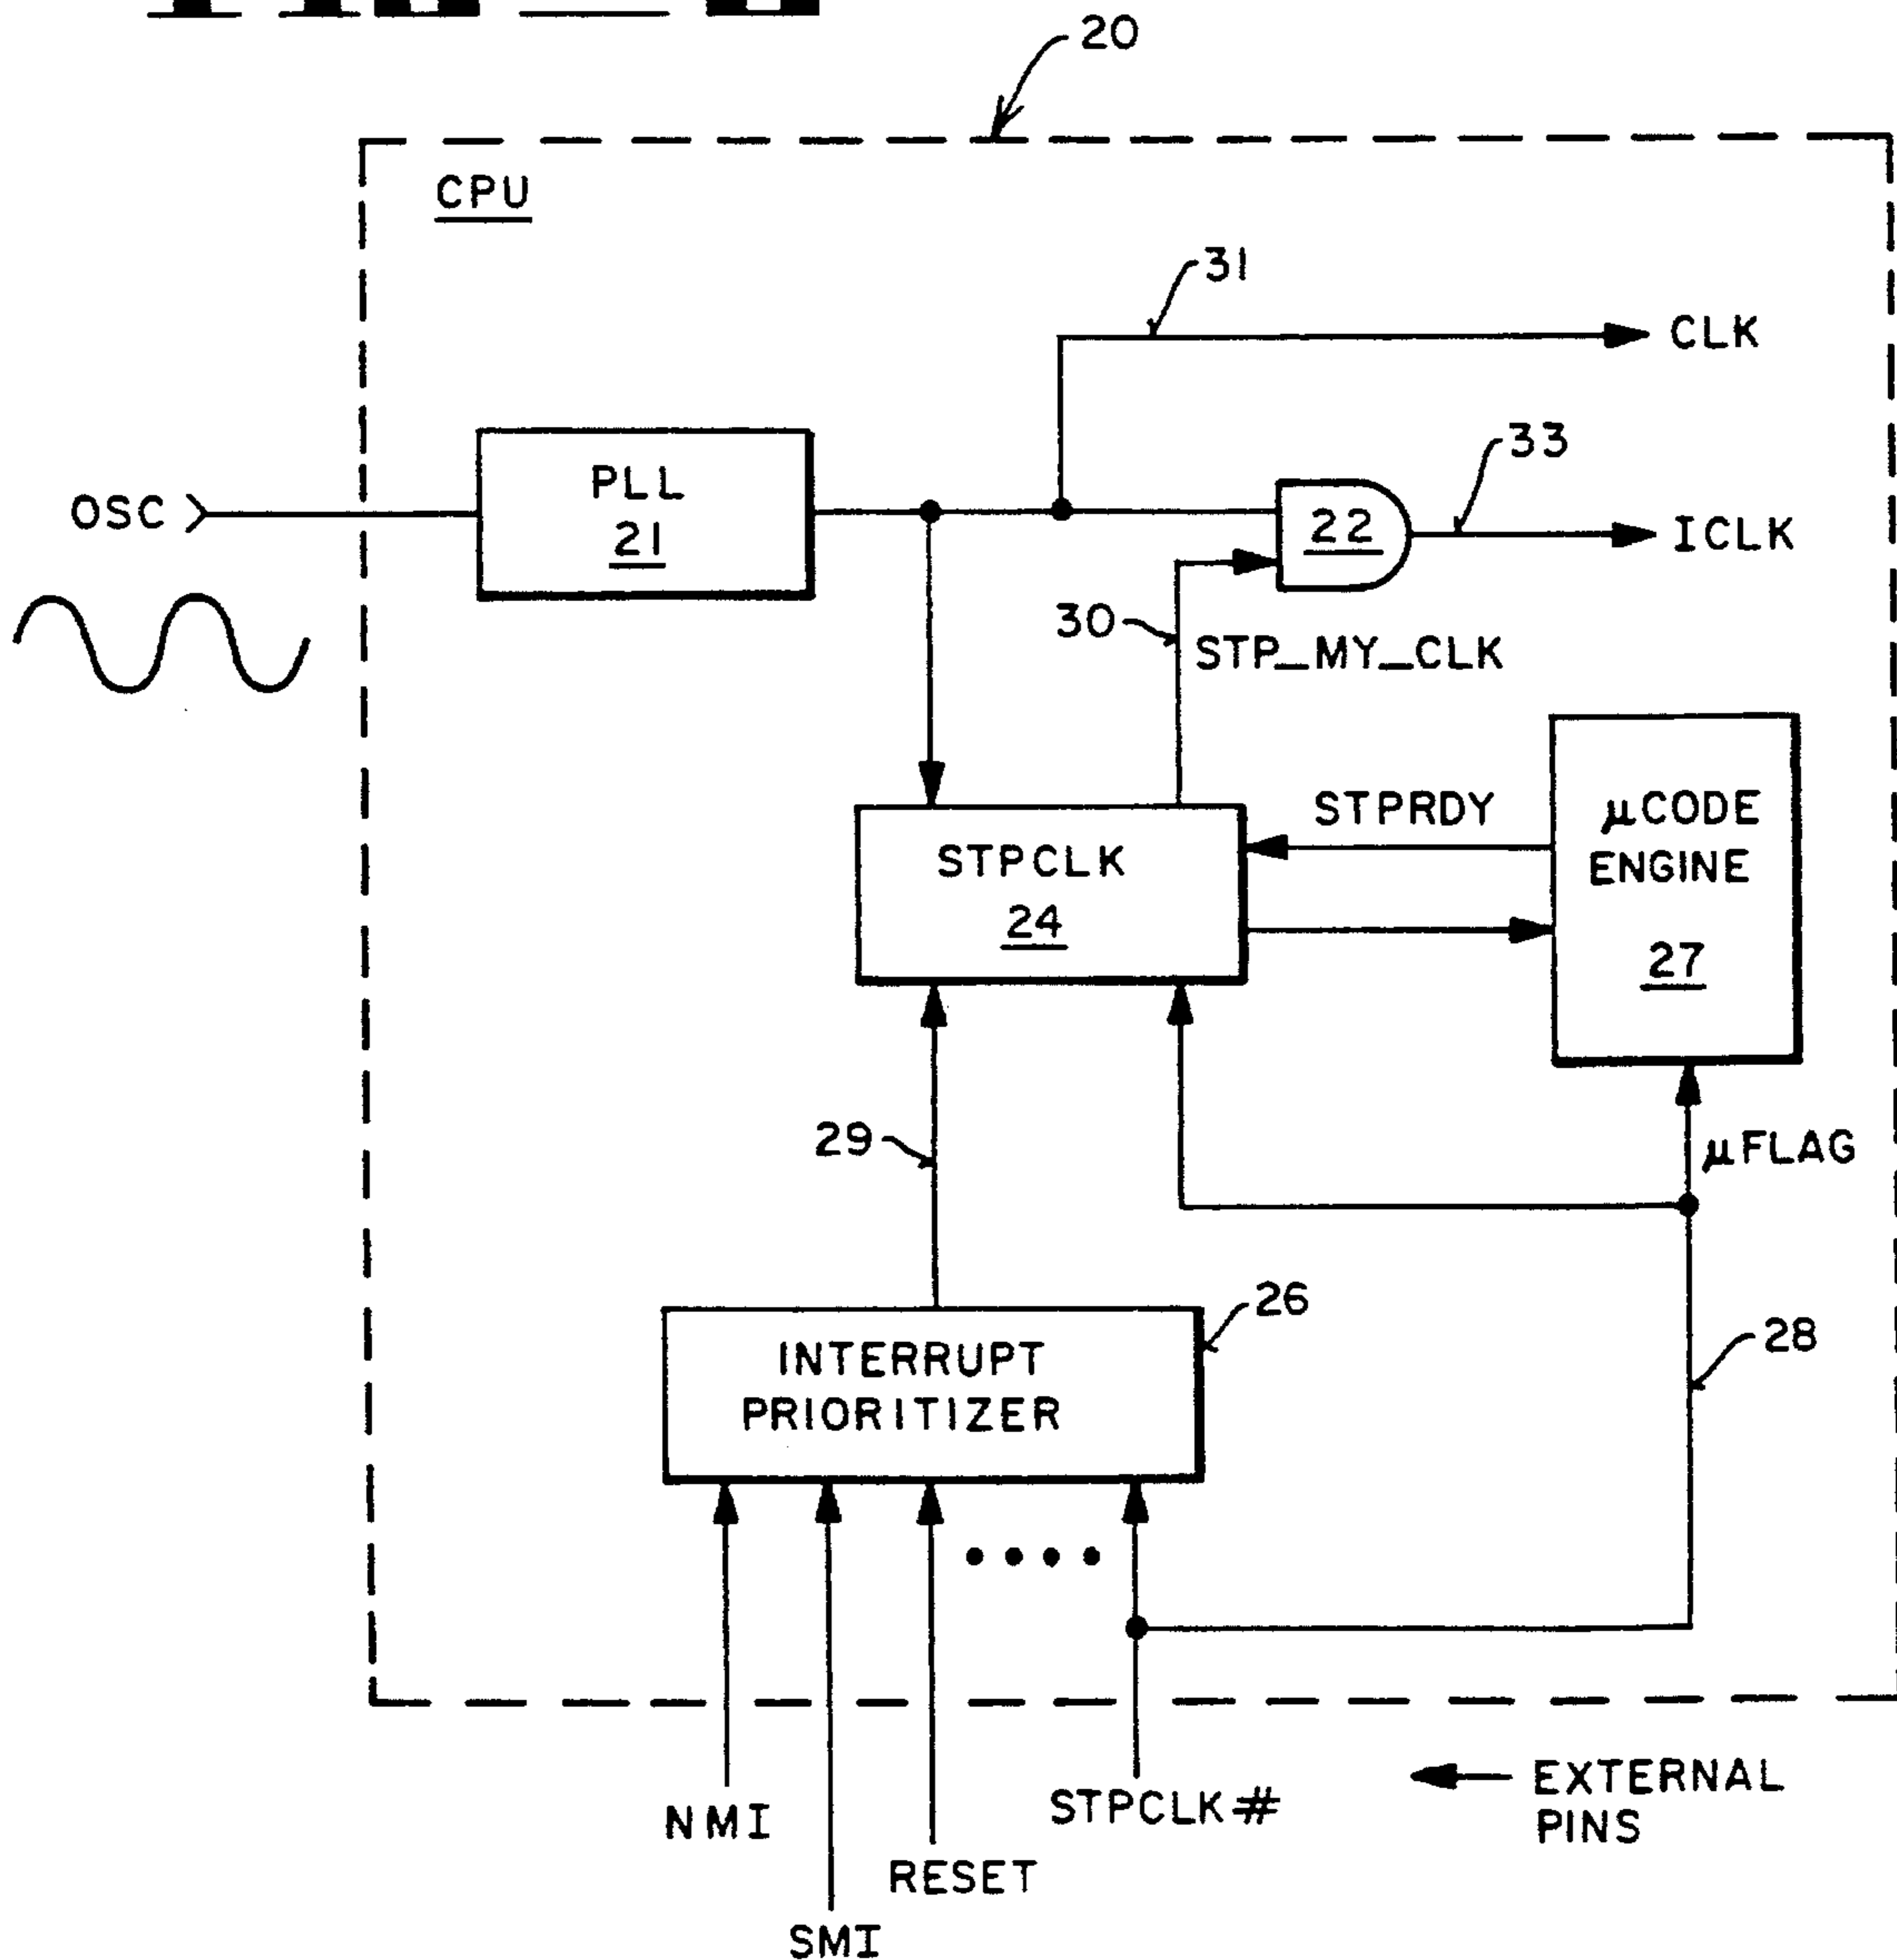 20
CPU
31
CLK
33
OSC
PLL
21
22
ICLK
30
STP_MY_CLK
STPRDY
μCODE
ENGINE
27
STPCLK
24
29
μFLAG
26
INTERRUPT
PRIORITIZER
28
NMI
SMI
RESET
STPCLK#
EXTERNAL
PINS